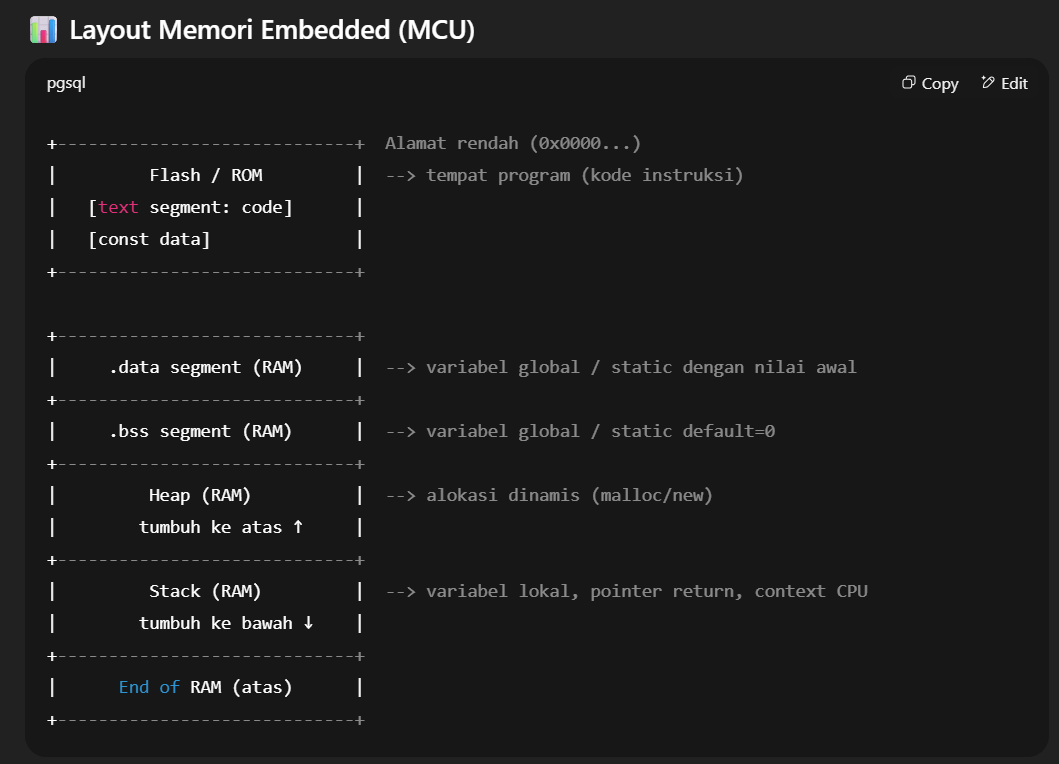 📊 Layout Memori Embedded (MCU)
pgsql Copy Edit
+-----------------------------+ Alamat rendah (0x0000...)
| Flash / ROM | --> tempat program (kode instruksi)
| [text segment: code] |
| [const data] |
+-----------------------------+
+-----------------------------+
| .data segment (RAM) | --> variabel global / static dengan nilai awal
+-----------------------------+
| .bss segment (RAM) | --> variabel global / static default=0
+-----------------------------+
| Heap (RAM) | --> alokasi dinamis (malloc/new)
| tumbuh ke atas ↑ |
+-----------------------------+
| Stack (RAM) | --> variabel lokal, pointer return, context CPU
| tumbuh ke bawah ↓ |
+-----------------------------+
| End of RAM (atas) |
+-----------------------------+